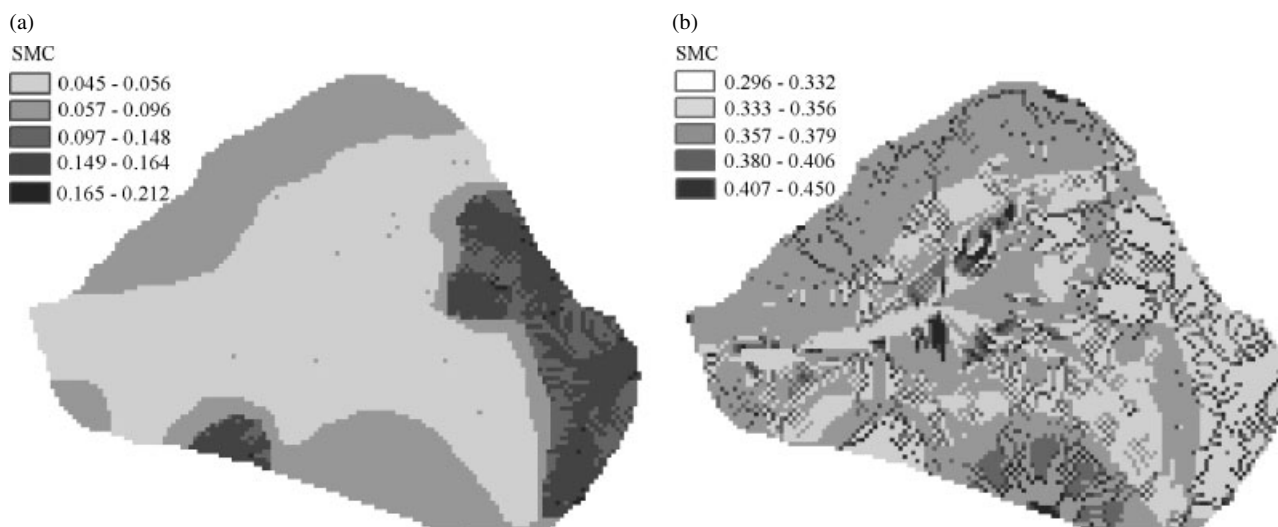 (a)
SMC
0.045 - 0.056
0.057 - 0.096
0.097 - 0.148
0.149 - 0.164
0.165 - 0.212
(b)
SMC
0.296 - 0.332
0.333 - 0.356
0.357 - 0.379
0.380 - 0.406
0.407 - 0.450